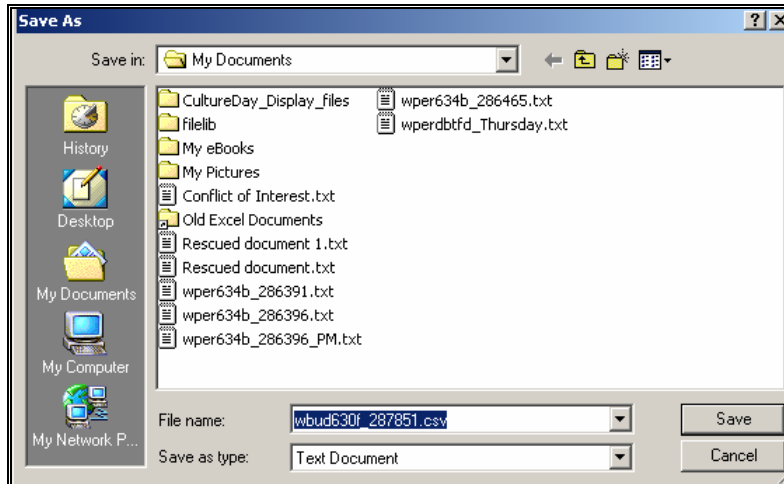 Save As
Save in: My Documents
History
Desktop
My Documents
My Computer
My Network P...
CultureDay_Display_files
filelib
My eBooks
My Pictures
Conflict of Interest.txt
Old Excel Documents
Rescued document 1.txt
Rescued document.txt
wper634b_286391.txt
wper634b_286396.txt
wper634b_286396_PM.txt
wper634b_286465.txt
wperdbtfd_Thursday.txt
File name: wbud630f_287851.csv Save
Save as type: Text Document Cancel